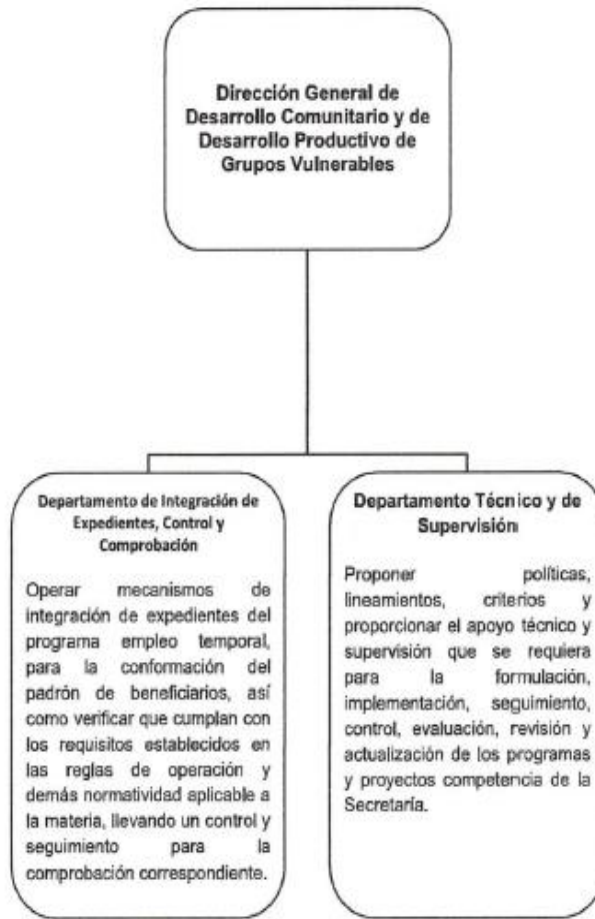 Dirección General de
Desarrollo Comunitario y de
Desarrollo Productivo de
Grupos Vulnerables
Departamento de Integración de
Expedientes, Control y
Comprobación
Operar mecanismos de
integración de expedientes del
programa empleo temporal,
para la conformación del
padrón de beneficiarios, así
como verificar que cumplan con
los requisitos establecidos en
las reglas de operación y
demás normatividad aplicable a
la materia, llevando un control y
seguimiento para la
comprobación correspondiente.
Departamento Técnico y de
Supervisión
Proponer políticas,
lineamientos, criterios y
proporcionar el apoyo técnico y
supervisión que se requiera
para la formulación,
implementación, seguimiento,
control, evaluación, revisión y
actualización de los programas
y proyectos competencia de la
Secretaría.